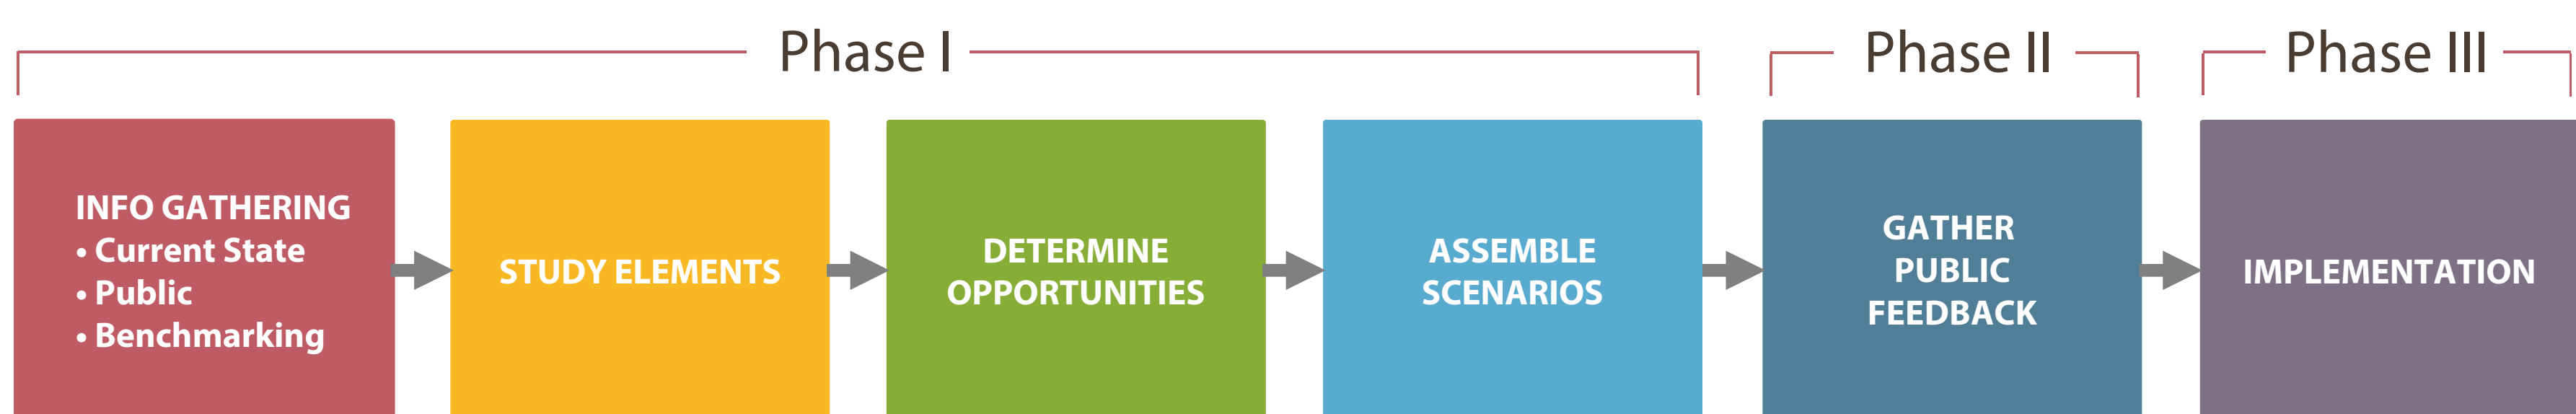 Phase I
Phase II
Phase III
INFO GATHERING
• Current State
• Public
• Benchmarking
STUDY ELEMENTS
DETERMINE
OPPORTUNITIES
ASSEMBLE
SCENARIOS
GATHER
PUBLIC
FEEDBACK
IMPLEMENTATION